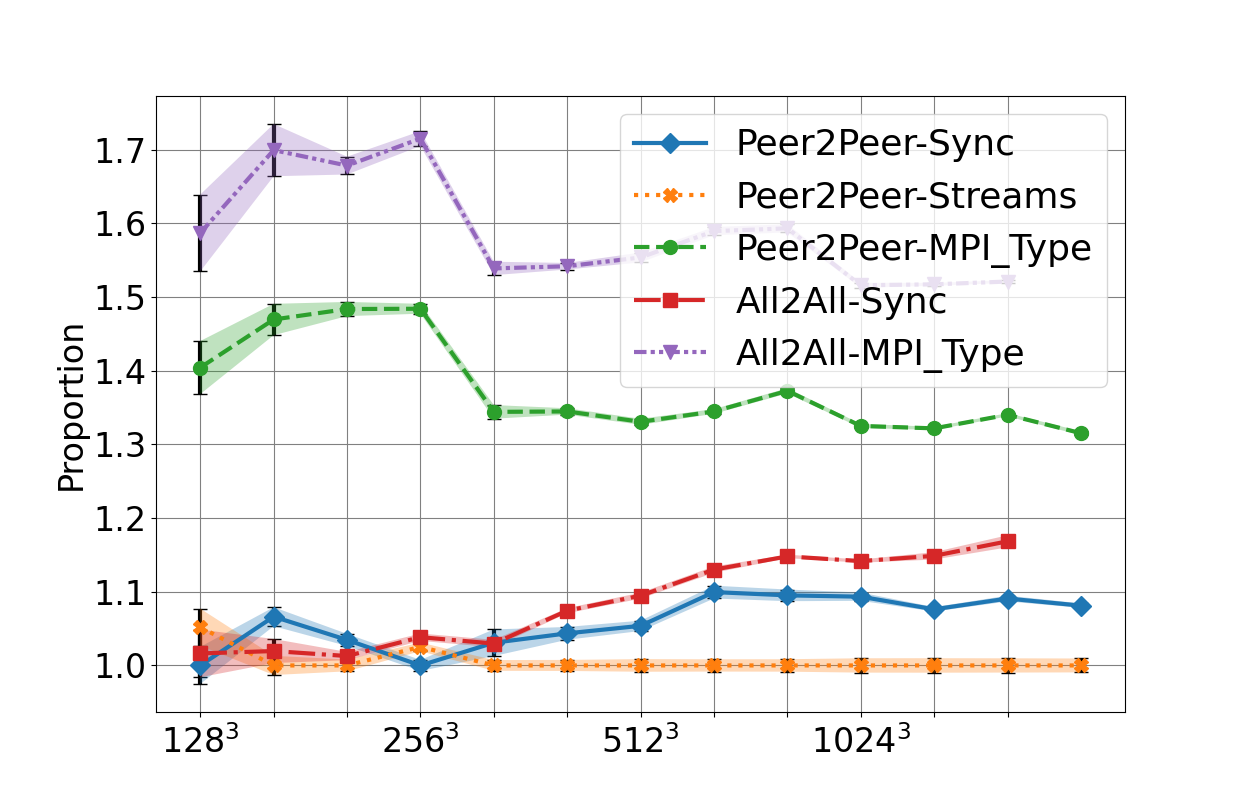 Proportion
1.7
1.6
1.5
1.4
1.3
1.2
1.1
1.0
128³
256³
512³
1024³
Peer2Peer-Sync
Peer2Peer-Streams
Peer2Peer-MPI_Type
All2All-Sync
All2All-MPI_Type